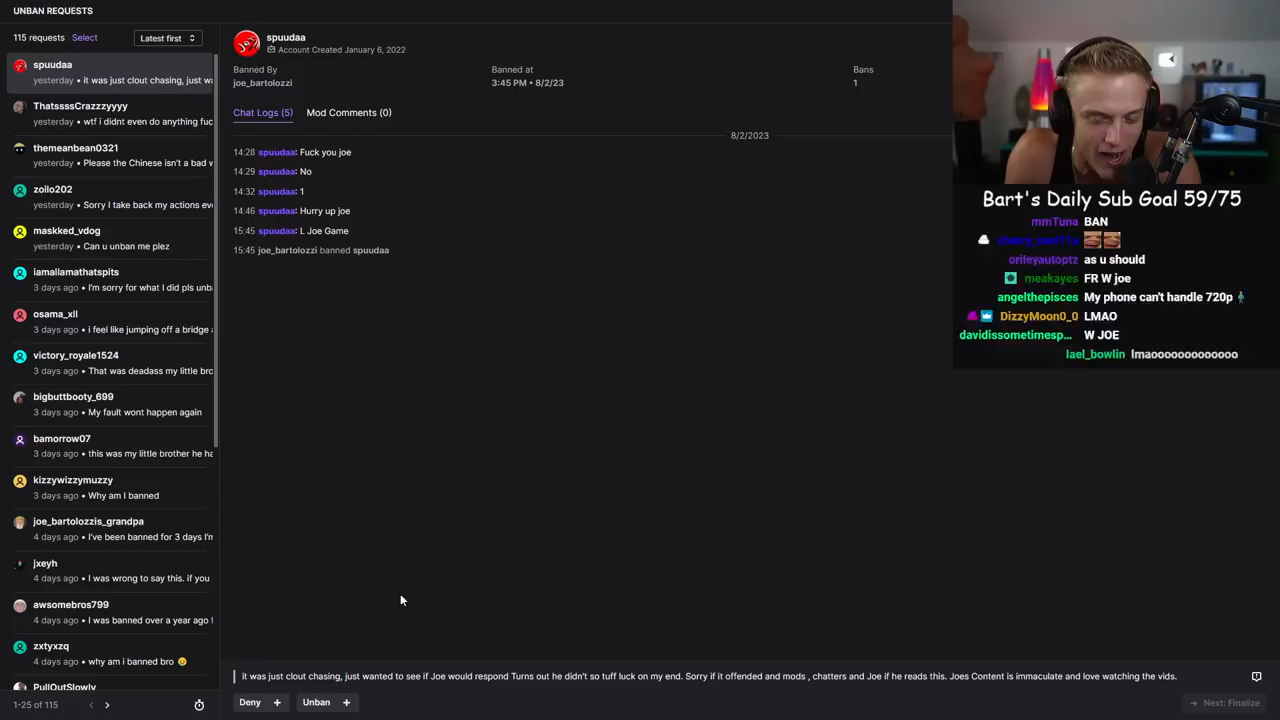 UNBAN REQUESTS
115 requests Select Latest first
spuudaa
yesterday • it was just clout chasing, just wa
ThatssssCrazzzyyyy
yesterday • wtf i didnt even do anything fuc
themeanbean0321
yesterday • Please the Chinese isn't a bad w
zoilo202
yesterday • Sorry I take back my actions eve
maskked_vdog
yesterday • Can u unban me plez
iamallamathatspits
3 days ago • I'm sorry for what I did pls unb
osama_xll
3 days ago • i feel like jumping off a bridge a
victory_royale1524
3 days ago • That was deadass my little bro
bigbuttbooty_699
3 days ago • My fault wont happen again
bamorrow07
3 days ago • this was my little brother he ha
kizzywizzymuzzy
3 days ago • Why am I banned
joe_bartolozzis_grandpa
4 days ago • I've been banned for 3 days I'm
jxeyh
4 days ago • I was wrong to say this. if you
awsomebros799
4 days ago • I was banned over a year ago f
zxtyxzq
4 days ago • why am i banned bro 😢
PullOutSlowly
1-25 of 115
spuudaa
Account Created January 6, 2022
Banned By Banned at Bans
joe_bartolozzi 3:45 PM • 8/2/23 1
Chat Logs (5) Mod Comments (0)
8/2/2023
14:28 spuudaa: Fuck you joe
14:29 spuudaa: No
14:32 spuudaa: 1
14:46 spuudaa: Hurry up joe
15:45 spuudaa: L Joe Game
15:45 joe_bartolozzi banned spuudaa
it was just clout chasing, just wanted to see if Joe would respond Turns out he didn't so tuff luck on my end. Sorry if it offended and mods , chatters and Joe if he reads this. Joes Content is immaculate and love watching the vids.
Deny + Unban + → Next: Finalize
Bart's Daily Sub Goal 59/75
mmTuna BAN
orileyautoptz as u should
meakayes FR W joe
angelthepisces My phone can't handle 720p
DizzyMoon0_0 LMAO
davidissometimesp... W JOE
lael_bowlin lmaooooooooooooo